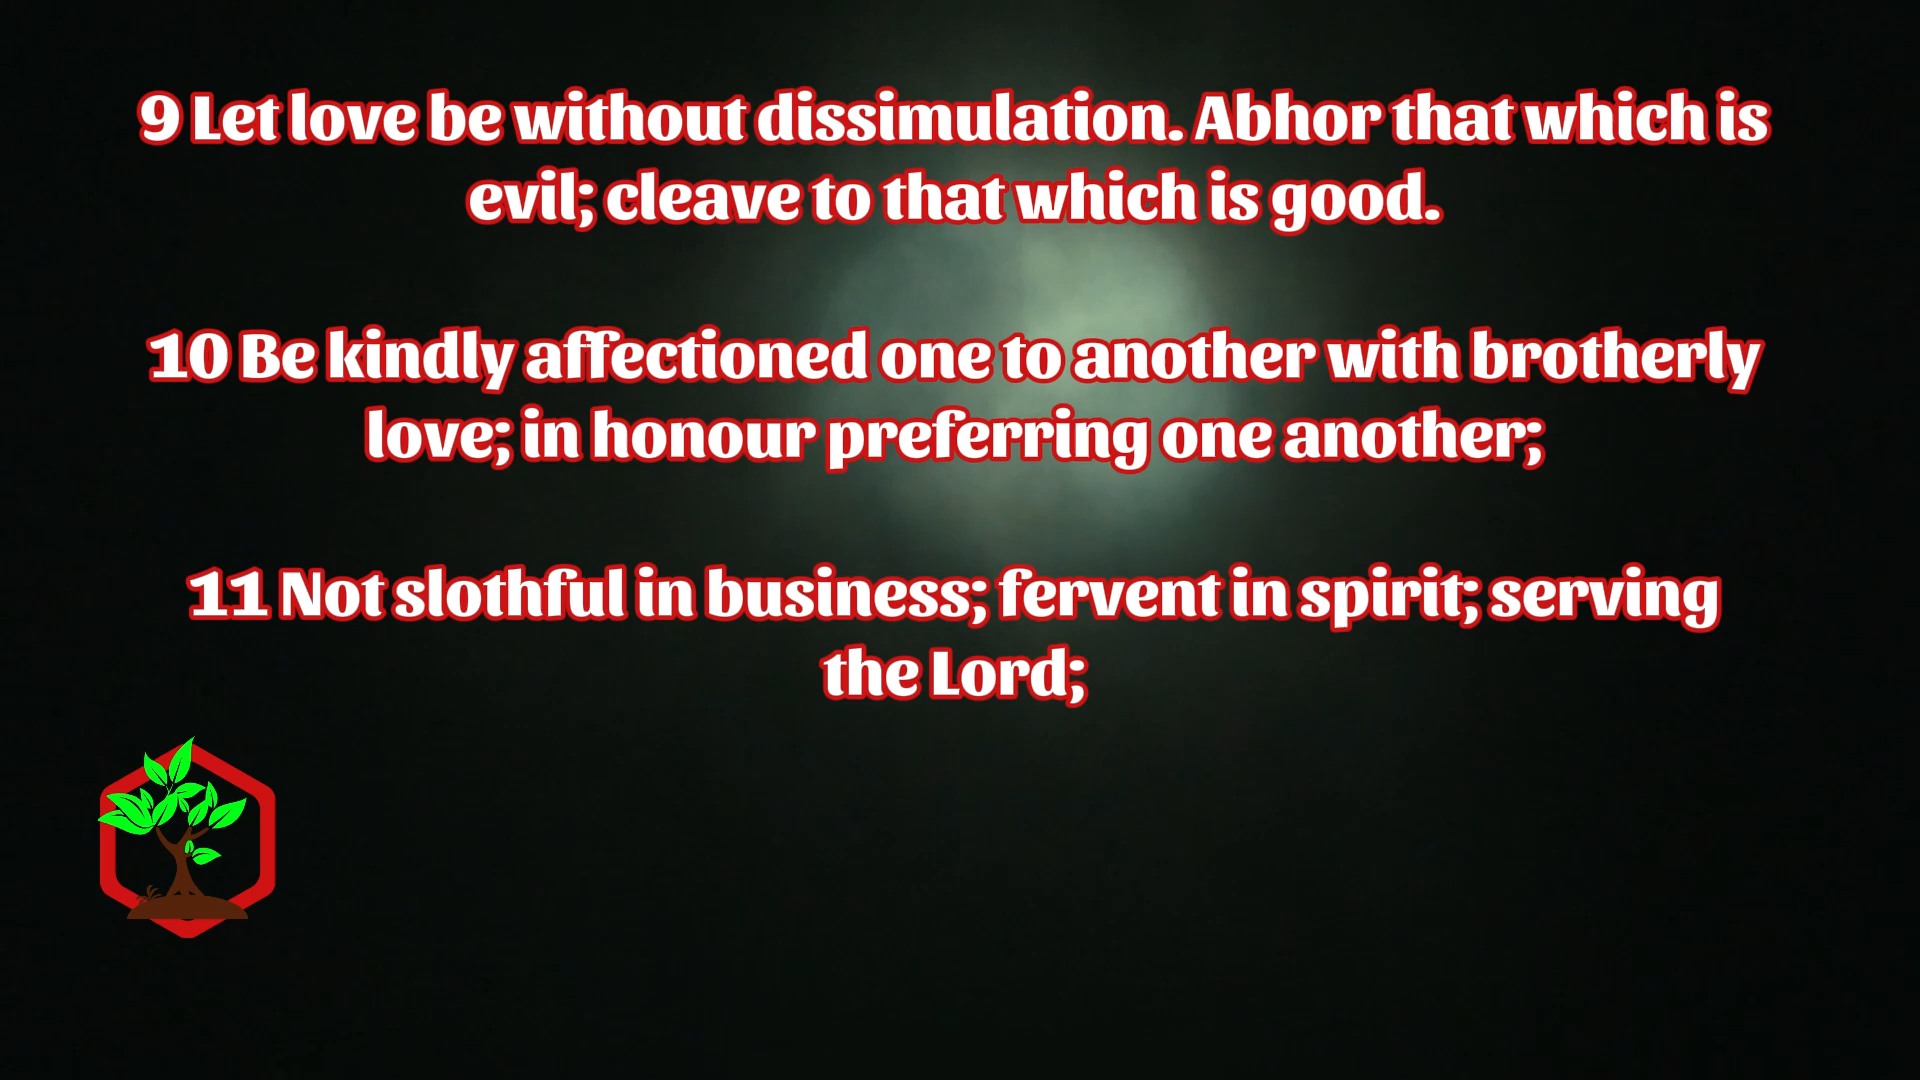 9 Let love be without dissimulation. Abhor that which is
evil; cleave to that which is good.
10 Be kindly affectioned one to another with brotherly
love; in honour preferring one another;
11 Not slothful in business; fervent in spirit; serving
the Lord;